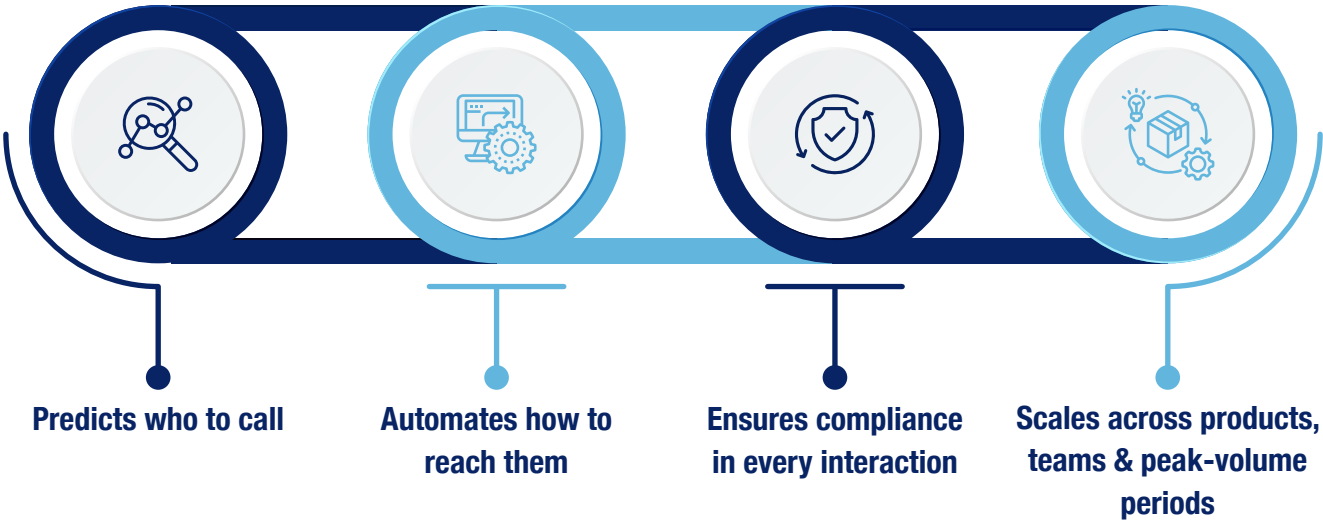 Predicts who to call
Automates how to
reach them
Ensures compliance
in every interaction
Scales across products,
teams & peak-volume
periods